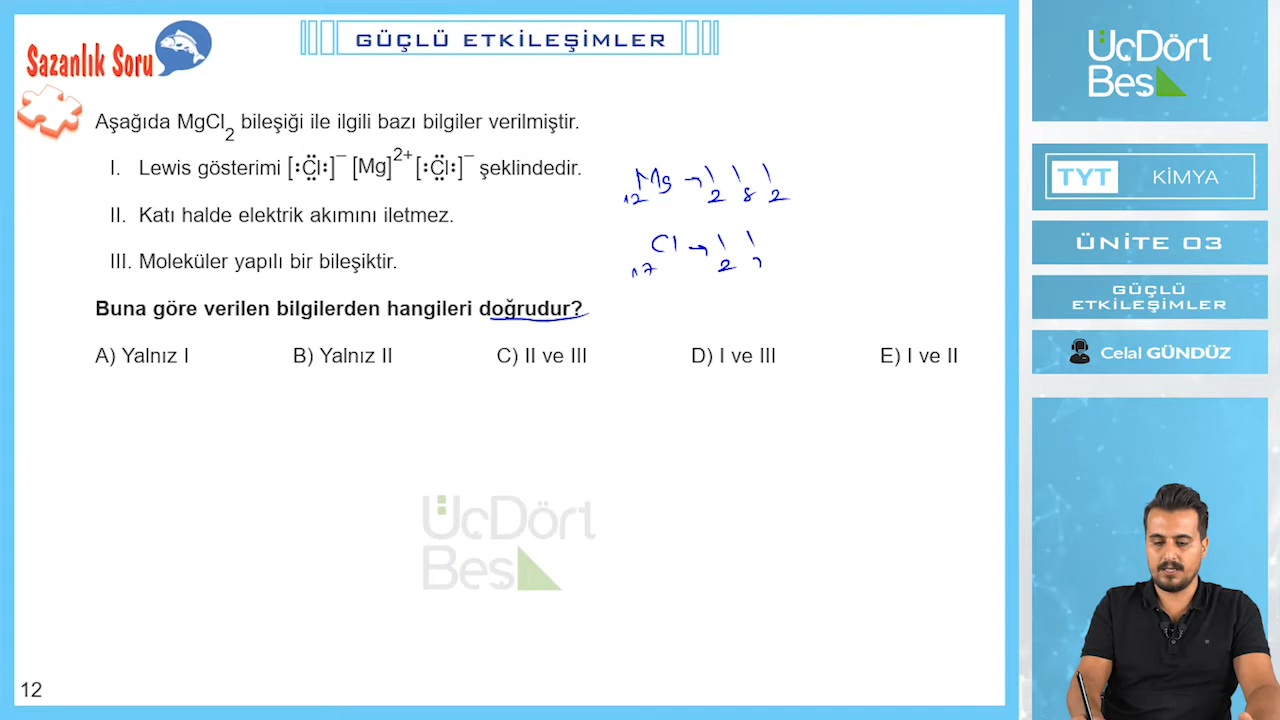 Sazanlık Soru
GÜÇLÜ ETKİLEŞİMLER
Aşağıda MgCl2 bileşiği ile ilgili bazı bilgiler verilmiştir.
I. Lewis gösterimi [:C̈l:]⁻ [Mg]²⁺ [:C̈l:]⁻ şeklindedir.
II. Katı halde elektrik akımını iletmez.
III. Moleküler yapılı bir bileşiktir.
Buna göre verilen bilgilerden hangileri doğrudur?
A) Yalnız I B) Yalnız II C) II ve III D) I ve III E) I ve II
12Mg → 2 8 2
17Cl → 2
ÜçDört
Beş
12
ÜçDört
Beş
TYT KİMYA
ÜNİTE 03
GÜÇLÜ
ETKİLEŞİMLER
Celal GÜNDÜZ